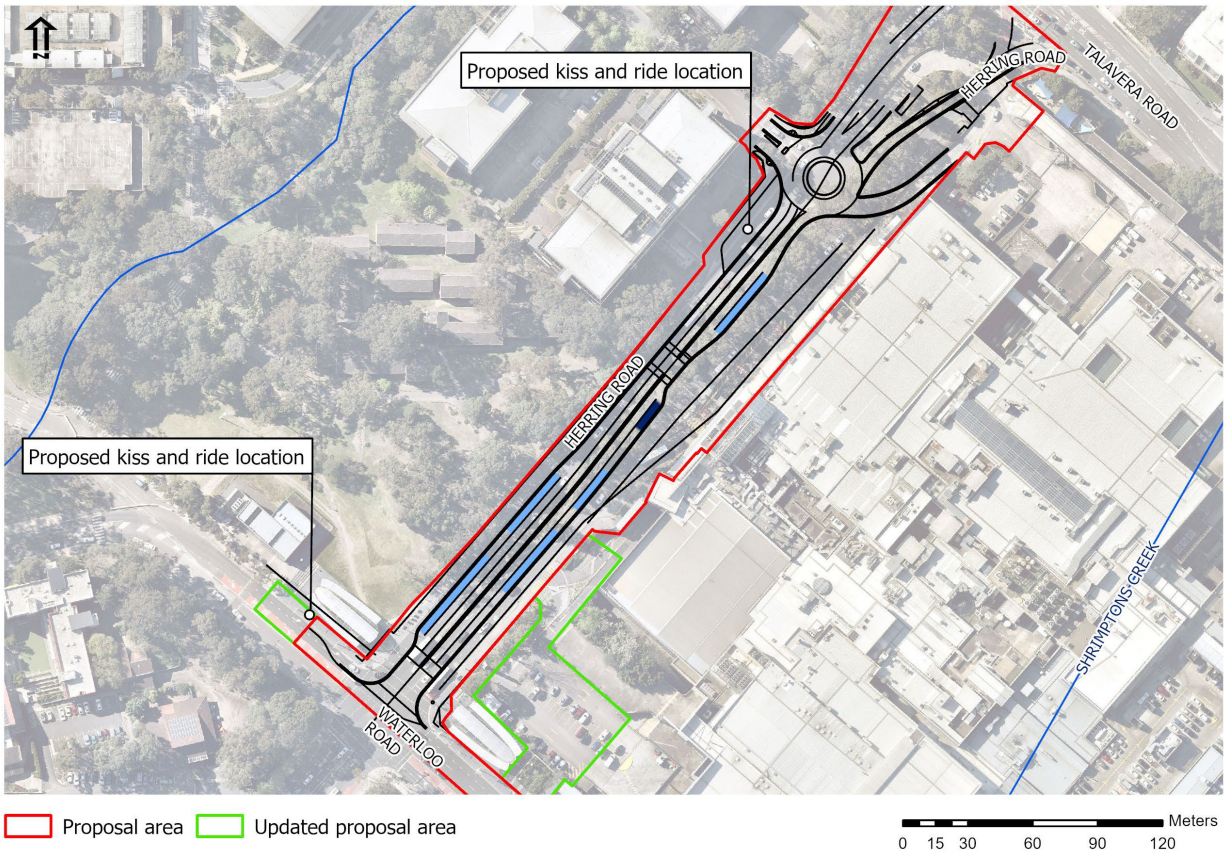 N
Proposed kiss and ride location
HERRING ROAD
TALAVERA ROAD
HERRING ROAD
Proposed kiss and ride location
SHRIMPTONS CREEK
WATERLOO
ROAD
Proposal area
Updated proposal area
Meters
0 15 30 60 90 120